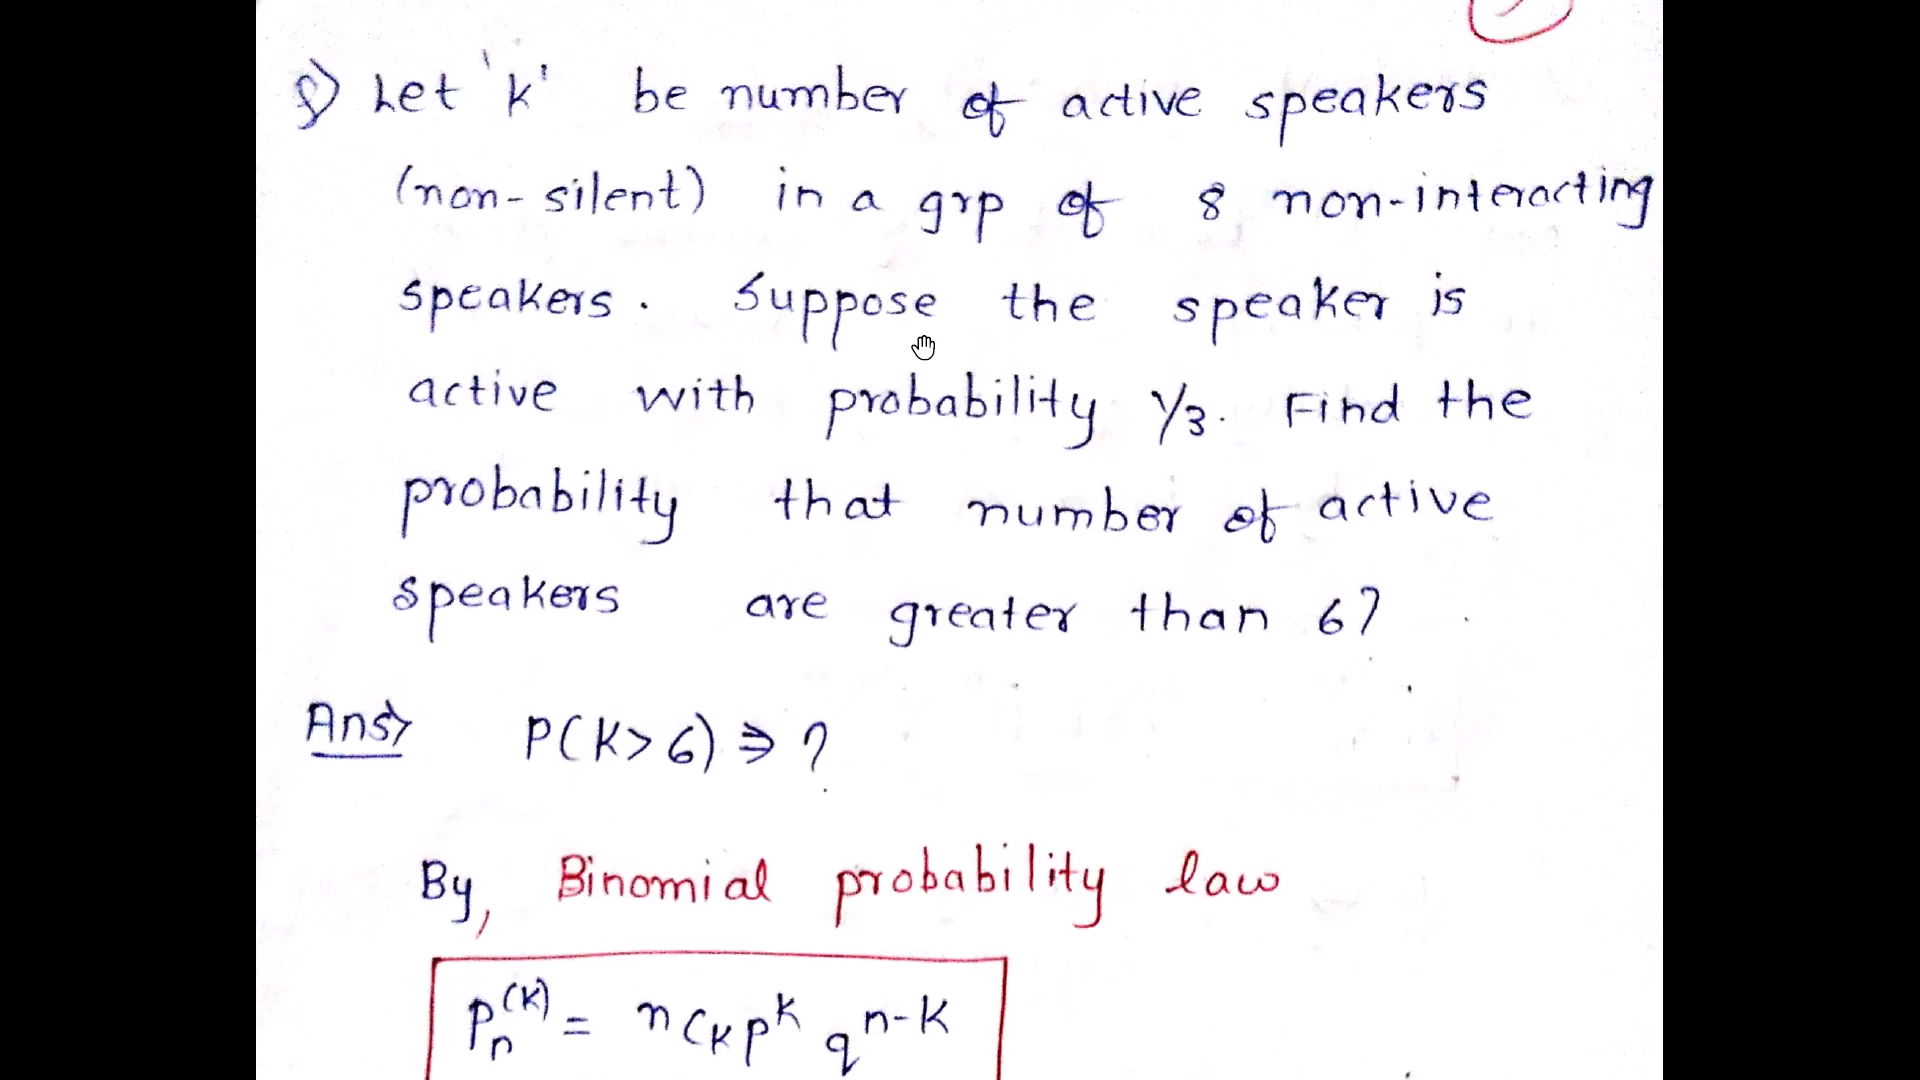 Q) Let 'k' be number of active speakers
(non-silent) in a grp of 8 non-interacting
speakers. Suppose the speaker is
active with probability 1/3. Find the
probability that number of active
speakers are greater than 6?
Ans> P(K>6) ⇒ ?
By, Binomial probability law
Pn(K) = nCk p^k q^n-k